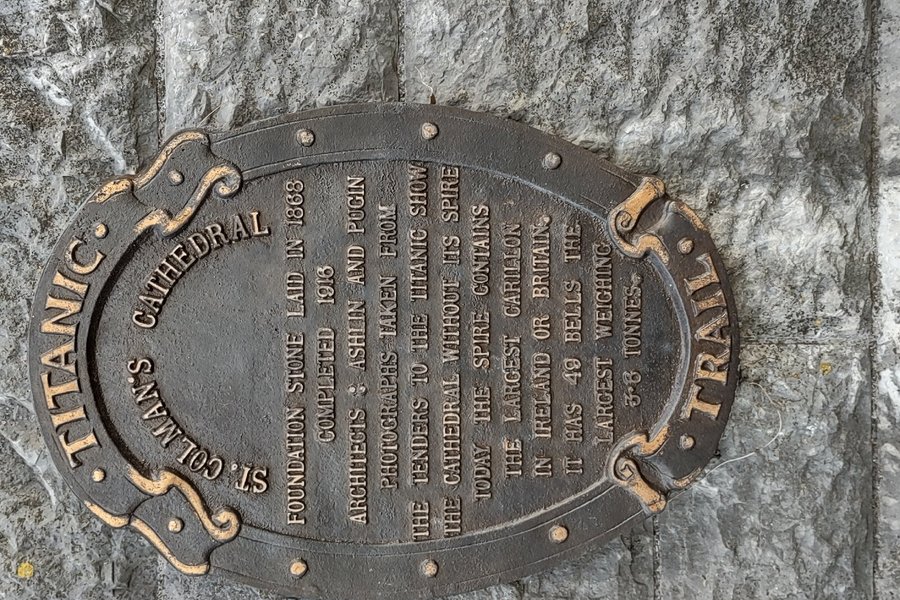 TITANIC
ST. COLMAN'S CATHEDRAL
FOUNDATION STONE LAID IN 1868
COMPLETED 1915
ARCHITECTS : ASHLIN AND PUGIN
PHOTOGRAPHS TAKEN FROM
THE TENDERS TO THE TITANIC SHOW
THE CATHEDRAL WITHOUT ITS SPIRE
TODAY THE SPIRE CONTAINS
THE LARGEST CARILLON
IN IRELAND OR BRITAIN.
IT HAS 49 BELLS THE
LARGEST WEIGHING
3·6 TONNES.
TRAIL